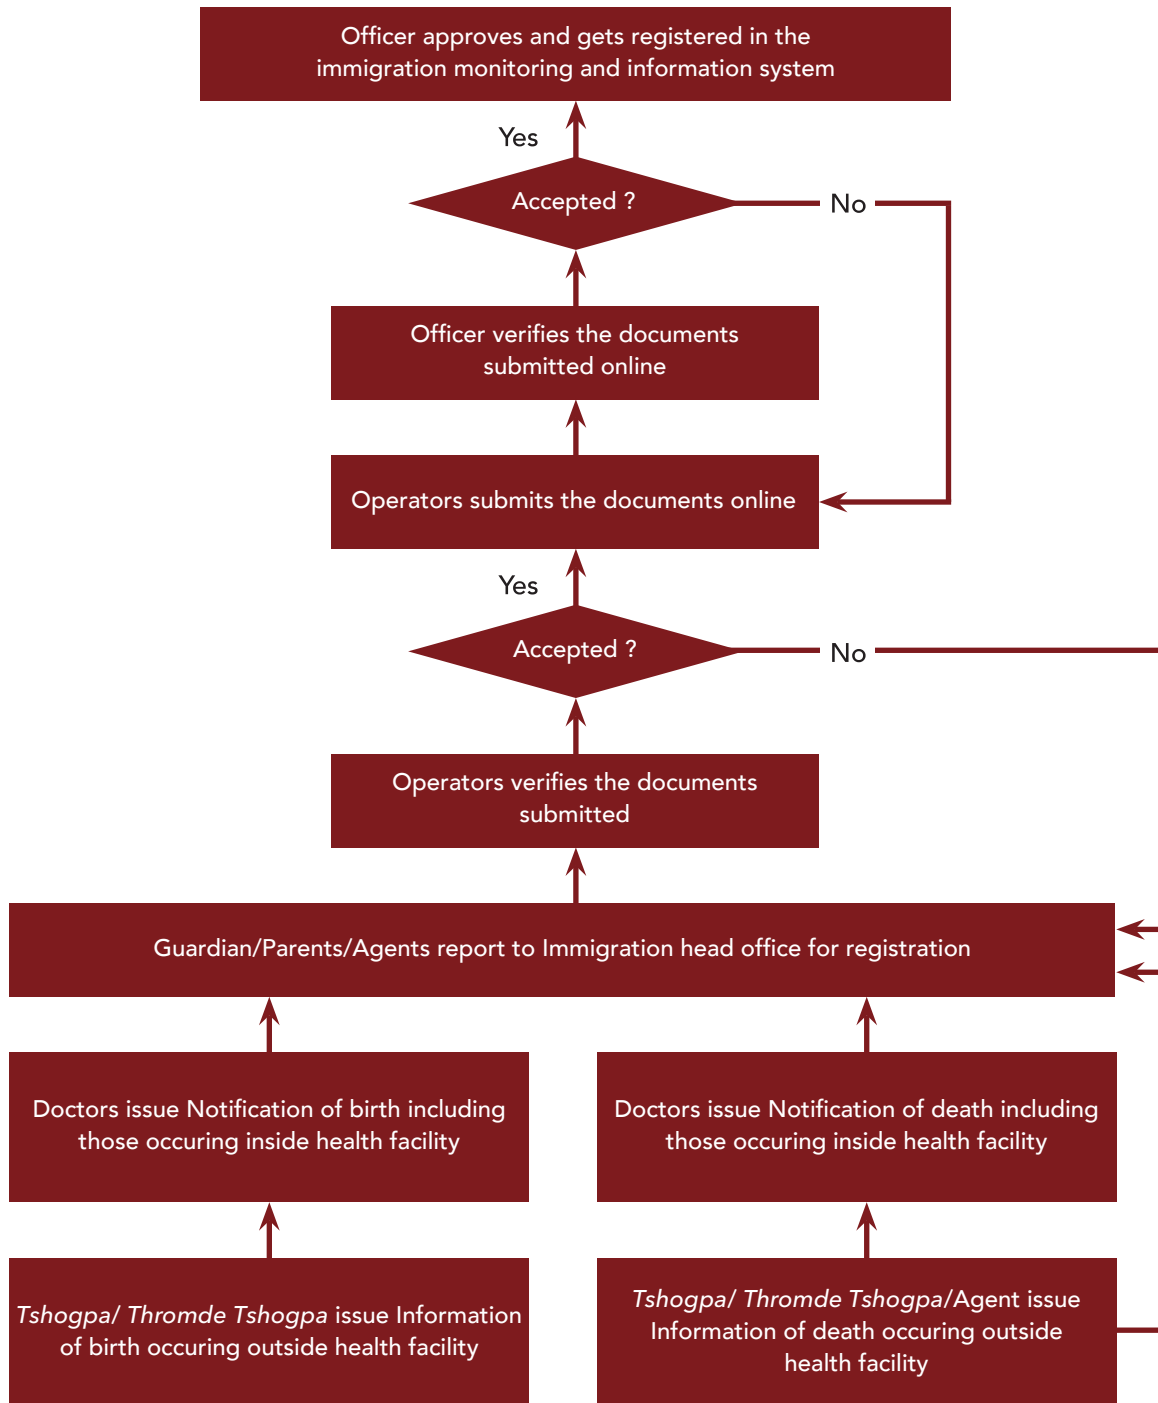 Officer approves and gets registered in the
immigration monitoring and information system
Yes
Accepted ?
No
Officer verifies the documents
submitted online
Operators submits the documents online
Yes
Accepted ?
No
Operators verifies the documents
submitted
Guardian/Parents/Agents report to Immigration head office for registration
Doctors issue Notification of birth including
those occuring inside health facility
Doctors issue Notification of death including
those occuring inside health facility
Tshogpa/ Thromde Tshogpa issue Information
of birth occuring outside health facility
Tshogpa/ Thromde Tshogpa/Agent issue
Information of death occuring outside
health facility